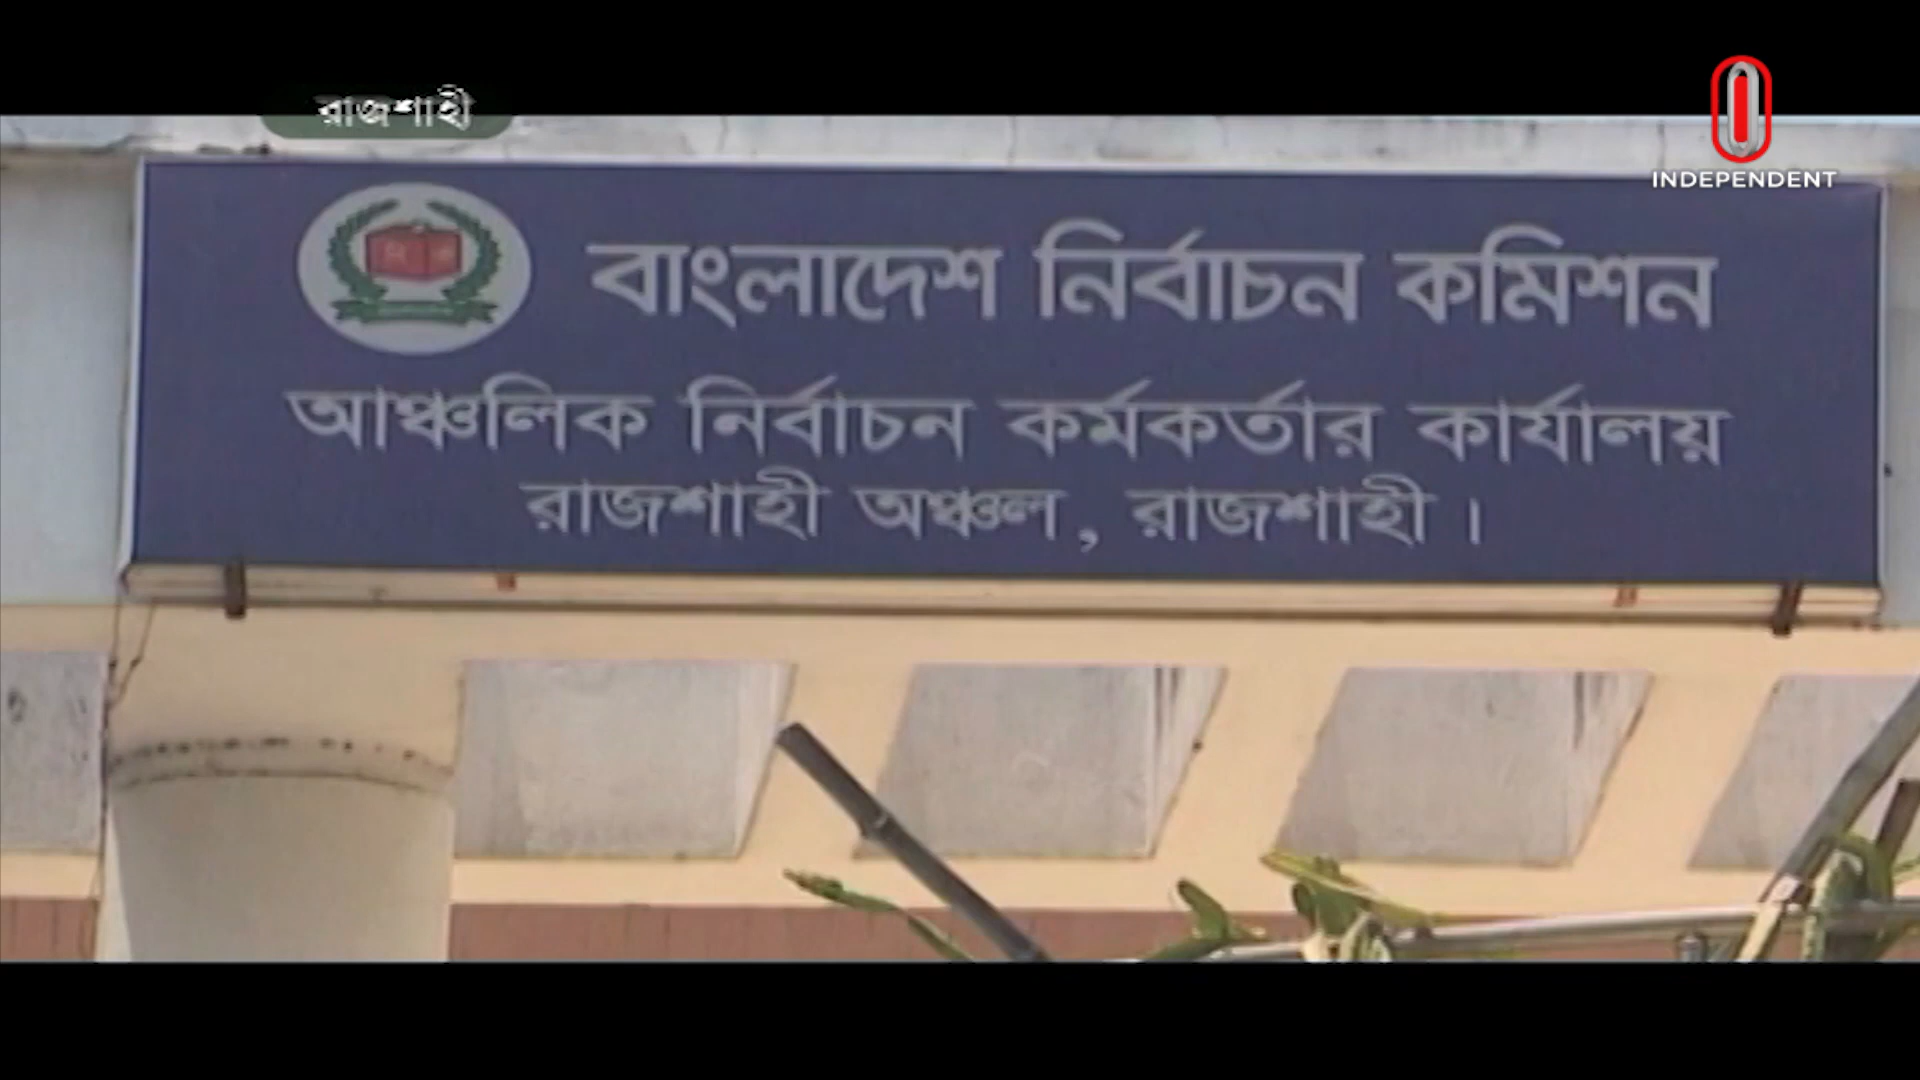 রাজশাহী
INDEPENDENT
বাংলাদেশ নির্বাচন কমিশন
আঞ্চলিক নির্বাচন কর্মকর্তার কার্যালয়
রাজশাহী অঞ্চল, রাজশাহী।